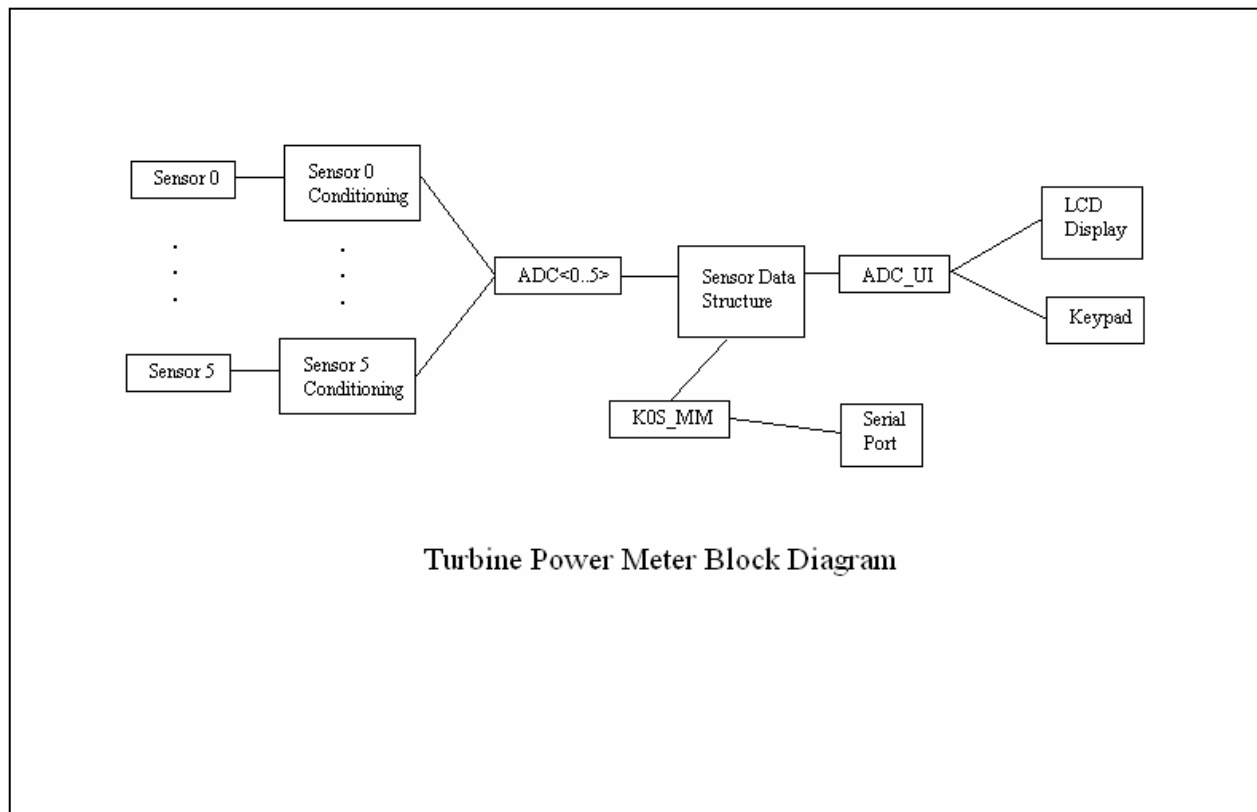 Sensor 0
Sensor 0
Conditioning
ADC<0..5>
Sensor Data
Structure
ADC_UI
LCD
Display
Keypad
Sensor 5
Sensor 5
Conditioning
K0S_MM
Serial
Port
Turbine Power Meter Block Diagram